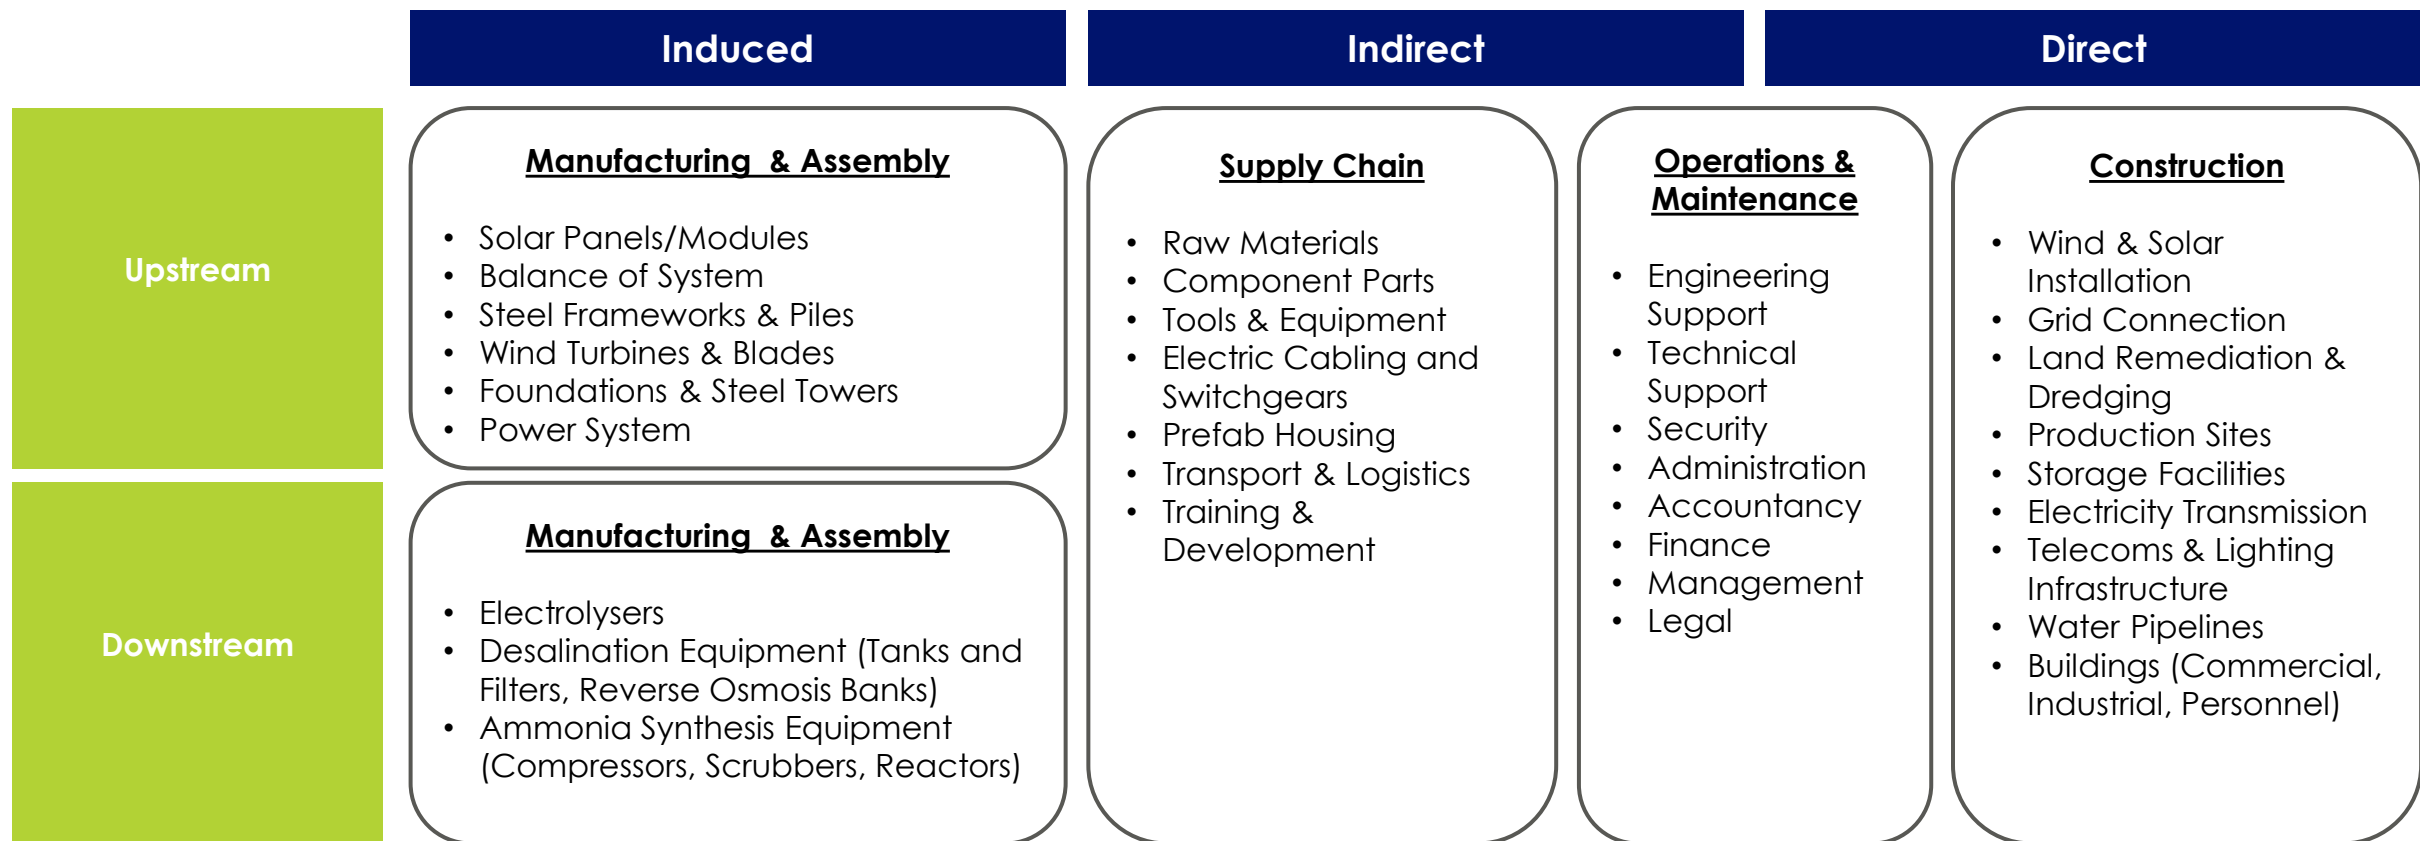 Induced
Indirect
Direct
Upstream
Manufacturing & Assembly
• Solar Panels/Modules
• Balance of System
• Steel Frameworks & Piles
• Wind Turbines & Blades
• Foundations & Steel Towers
• Power System
Downstream
Manufacturing & Assembly
• Electrolysers
• Desalination Equipment (Tanks and
Filters, Reverse Osmosis Banks)
• Ammonia Synthesis Equipment
(Compressors, Scrubbers, Reactors)
Supply Chain
• Raw Materials
• Component Parts
• Tools & Equipment
• Electric Cabling and
Switchgears
• Prefab Housing
• Transport & Logistics
• Training &
Development
Operations &
Maintenance
• Engineering
Support
• Technical
Support
• Security
• Administration
• Accountancy
• Finance
• Management
• Legal
Construction
• Wind & Solar
Installation
• Grid Connection
• Land Remediation &
Dredging
• Production Sites
• Storage Facilities
• Electricity Transmission
• Telecoms & Lighting
Infrastructure
• Water Pipelines
• Buildings (Commercial,
Industrial, Personnel)